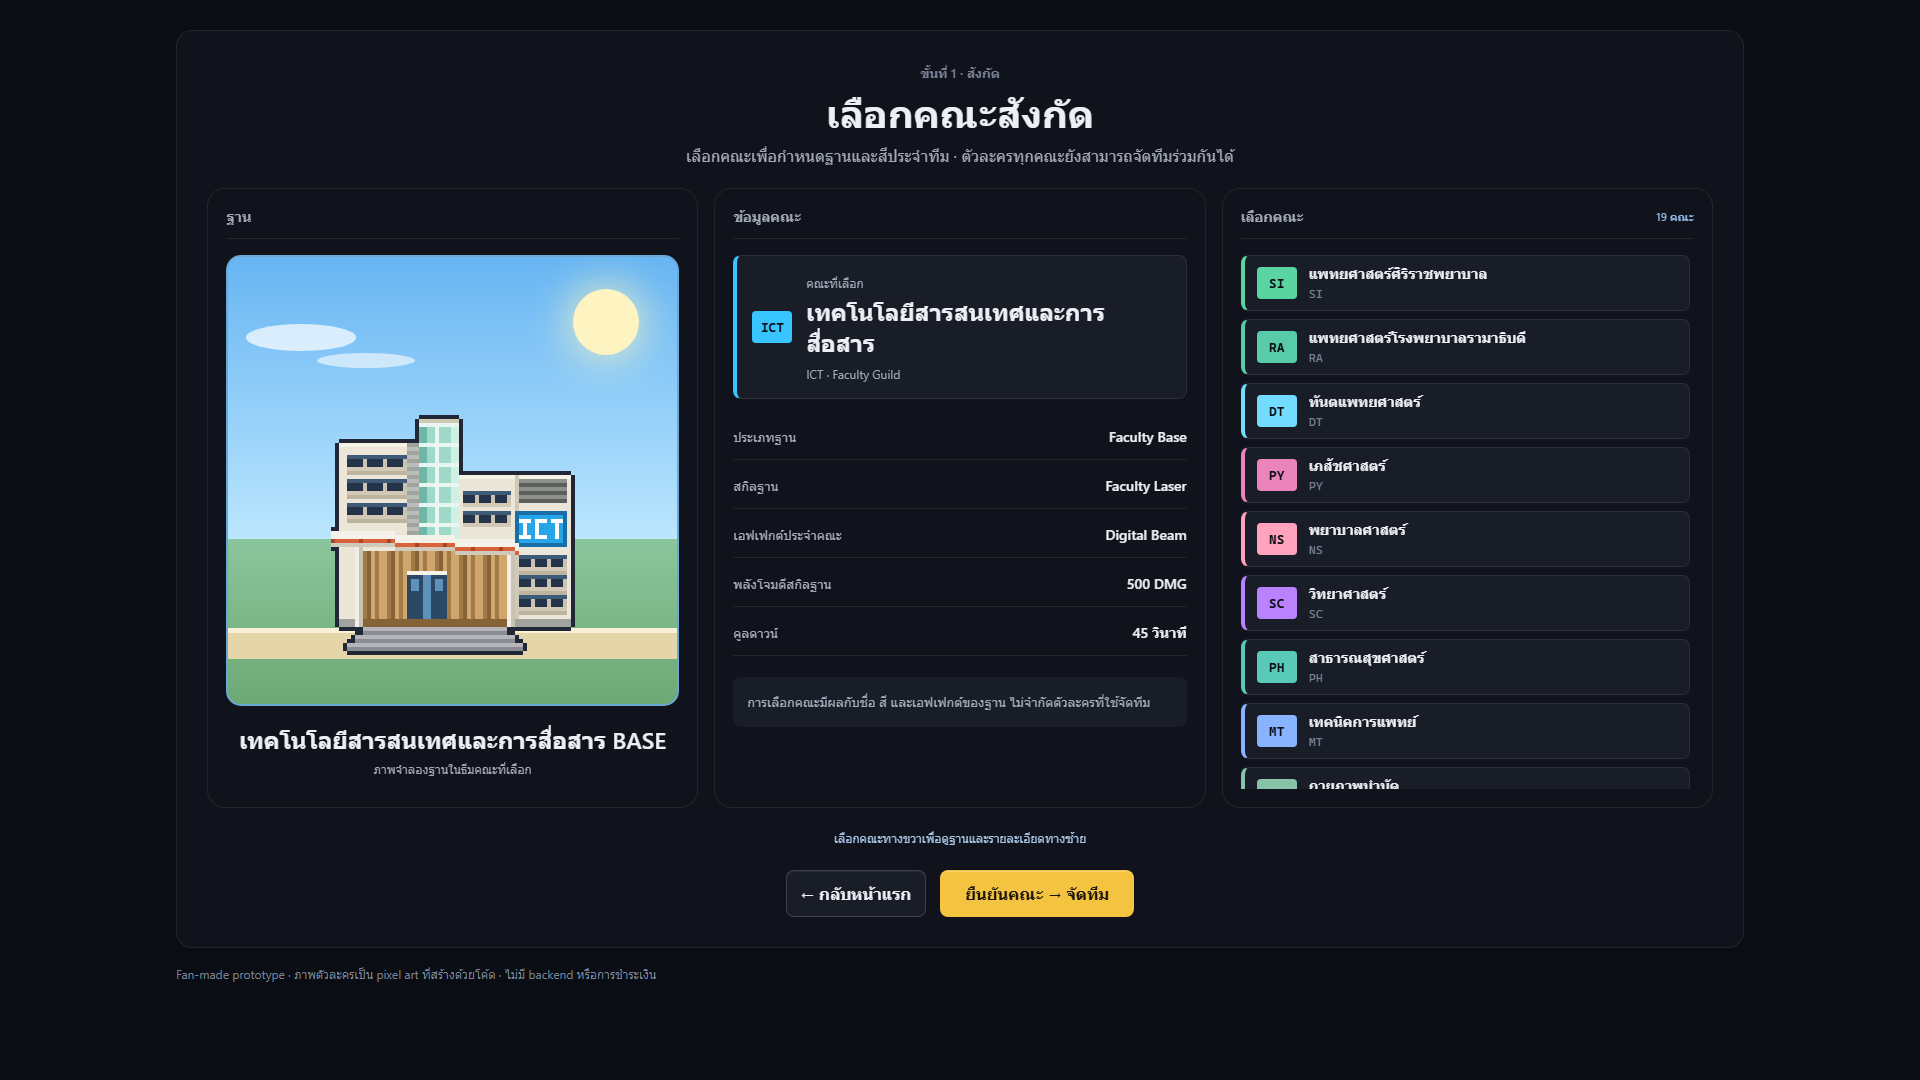 ขั้นที่ 1 · สังกัด
เลือกคณะสังกัด
เลือกคณะเพื่อกำหนดฐานและสีประจำทีม · ตัวละครทุกคณะยังสามารถจัดทีมร่วมกันได้
ฐาน
ICT
เทคโนโลยีสารสนเทศและการสื่อสาร BASE
ภาพจำลองฐานในธีมคณะที่เลือก
ข้อมูลคณะ
ICT
คณะที่เลือก
เทคโนโลยีสารสนเทศและการ
สื่อสาร
ICT · Faculty Guild
ประเภทฐาน Faculty Base
สกิลฐาน Faculty Laser
เอฟเฟกต์ประจำคณะ Digital Beam
พลังโจมตีสกิลฐาน 500 DMG
คูลดาวน์ 45 วินาที
การเลือกคณะมีผลกับชื่อ สี และเอฟเฟกต์ของฐาน ไม่จำกัดตัวละครที่ใช้จัดทีม
เลือกคณะ 19 คณะ
SI แพทยศาสตร์ศิริราชพยาบาล
SI
RA แพทยศาสตร์โรงพยาบาลรามาธิบดี
RA
DT ทันตแพทยศาสตร์
DT
PY เภสัชศาสตร์
PY
NS พยาบาลศาสตร์
NS
SC วิทยาศาสตร์
SC
PH สาธารณสุขศาสตร์
PH
MT เทคนิคการแพทย์
MT
กายภาพบำบัด
เลือกคณะทางขวาเพื่อดูฐานและรายละเอียดทางซ้าย
← กลับหน้าแรก
ยืนยันคณะ → จัดทีม
Fan-made prototype · ภาพตัวละครเป็น pixel art ที่สร้างด้วยโค้ด · ไม่มี backend หรือการชำระเงิน